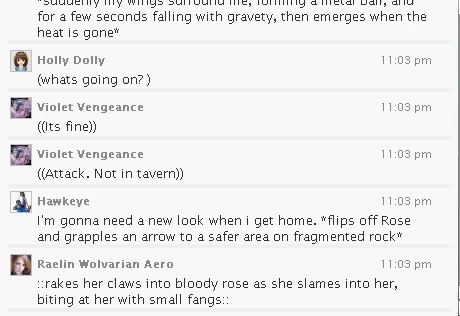 *suddenly my wings surround me, forming a metal ball, and
for a few seconds falling with gravety, then emerges when the
heat is gone*
Holly Dolly 11:03 pm
(whats going on? )
Violet Vengeance 11:03 pm
((Its fine))
Violet Vengeance 11:03 pm
((Attack. Not in tavern))
Hawkeye 11:03 pm
I'm gonna need a new look when i get home. *flips off Rose
and grapples an arrow to a safer area on fragmented rock*
Raelin Wolvarian Aero 11:03 pm
::rakes her claws into bloody rose as she slames into her,
biting at her with small fangs::